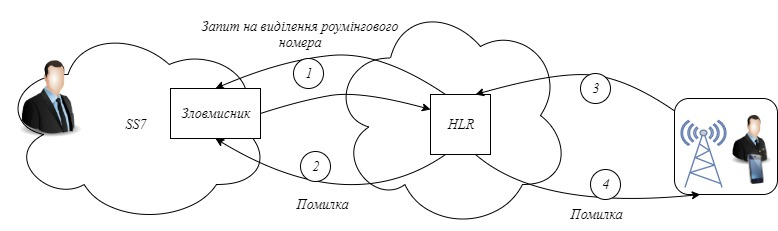 Запит на виділення роумінгового
номера
1
3
SS7
Зловмисник
HLR
2
4
Помилка
Помилка